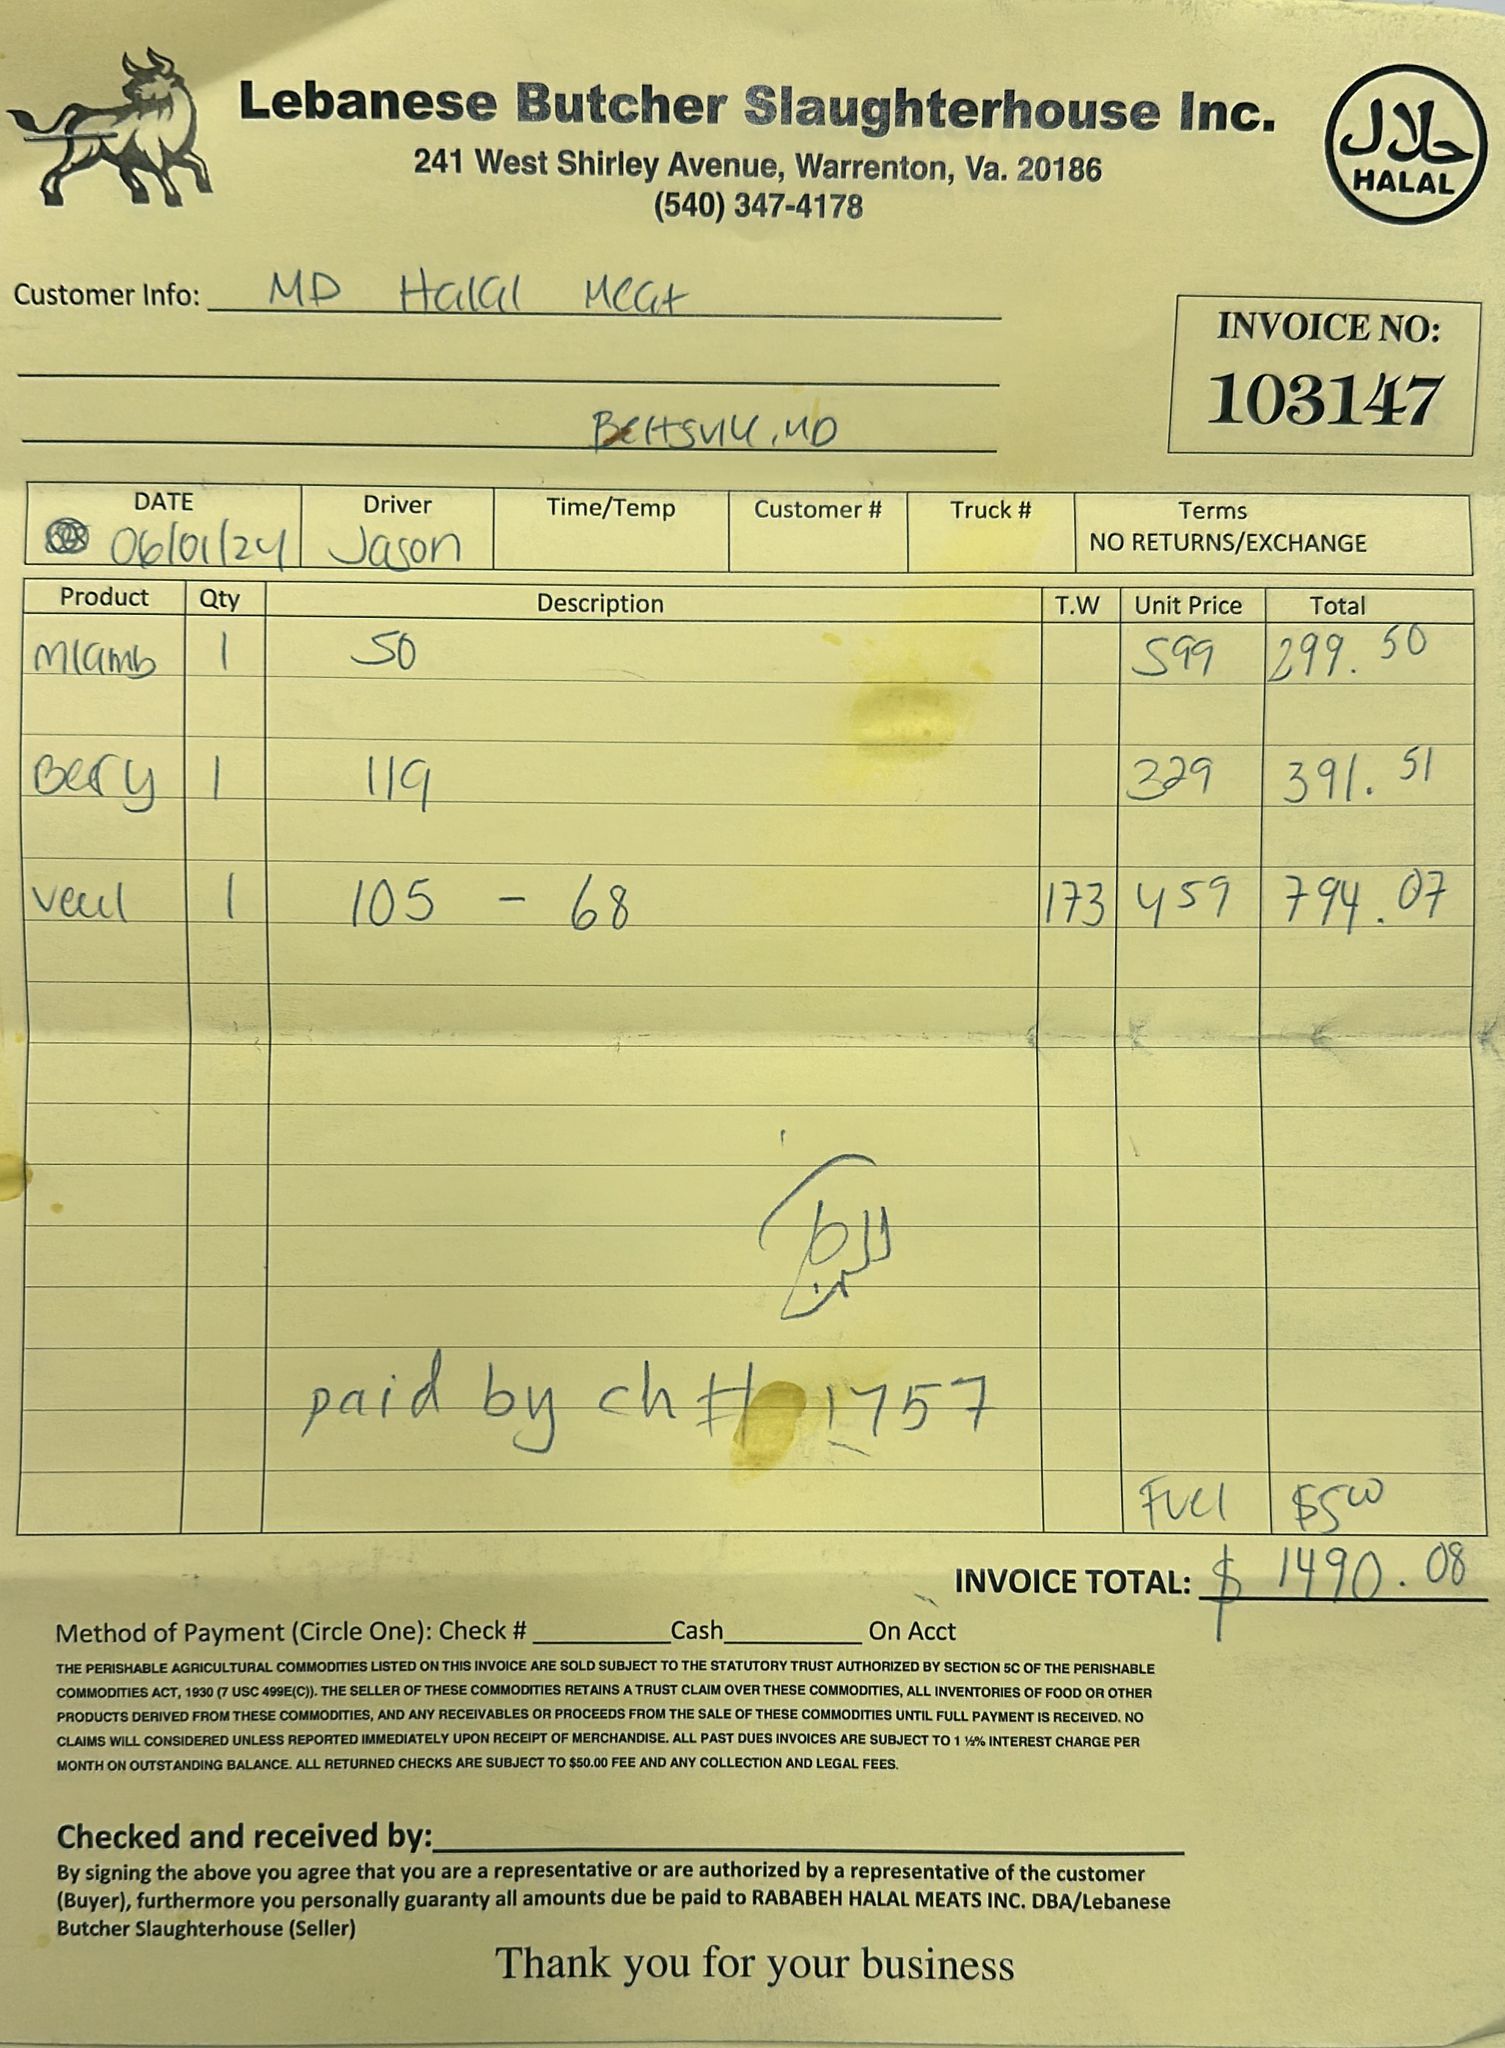 Lebanese Butcher Slaughterhouse Inc.
241 West Shirley Avenue, Warrenton, Va. 20186
(540) 347-4178
حلال
HALAL
Customer Info: MD Halal Meat
INVOICE NO:
103147
Beltsville, MD
DATE Driver Time/Temp Customer # Truck # Terms
06/01/24 Jason NO RETURNS/EXCHANGE
Product Qty Description T.W Unit Price Total
Mlamb 1 50 599 299.50
1 119 329 391.51
Veal 1 105 - 68 173 459 794.07
paid by ch # 1757
Fuel $5 00
INVOICE TOTAL: $ 1490.08
Method of Payment (Circle One): Check # Cash On Acct
THE PERISHABLE AGRICULTURAL COMMODITIES LISTED ON THIS INVOICE ARE SOLD SUBJECT TO THE STATUTORY TRUST AUTHORIZED BY SECTION 5C OF THE PERISHABLE
COMMODITIES ACT, 1930 (7 USC 499E(C)). THE SELLER OF THESE COMMODITIES RETAINS A TRUST CLAIM OVER THESE COMMODITIES, ALL INVENTORIES OF FOOD OR OTHER
PRODUCTS DERIVED FROM THESE COMMODITIES, AND ANY RECEIVABLES OR PROCEEDS FROM THE SALE OF THESE COMMODITIES UNTIL FULL PAYMENT IS RECEIVED. NO
CLAIMS WILL CONSIDERED UNLESS REPORTED IMMEDIATELY UPON RECEIPT OF MERCHANDISE. ALL PAST DUES INVOICES ARE SUBJECT TO 1 ½% INTEREST CHARGE PER
MONTH ON OUTSTANDING BALANCE. ALL RETURNED CHECKS ARE SUBJECT TO $50.00 FEE AND ANY COLLECTION AND LEGAL FEES.
Checked and received by:
By signing the above you agree that you are a representative or are authorized by a representative of the customer
(Buyer), furthermore you personally guaranty all amounts due be paid to RABABEH HALAL MEATS INC. DBA/Lebanese
Butcher Slaughterhouse (Seller)
Thank you for your business